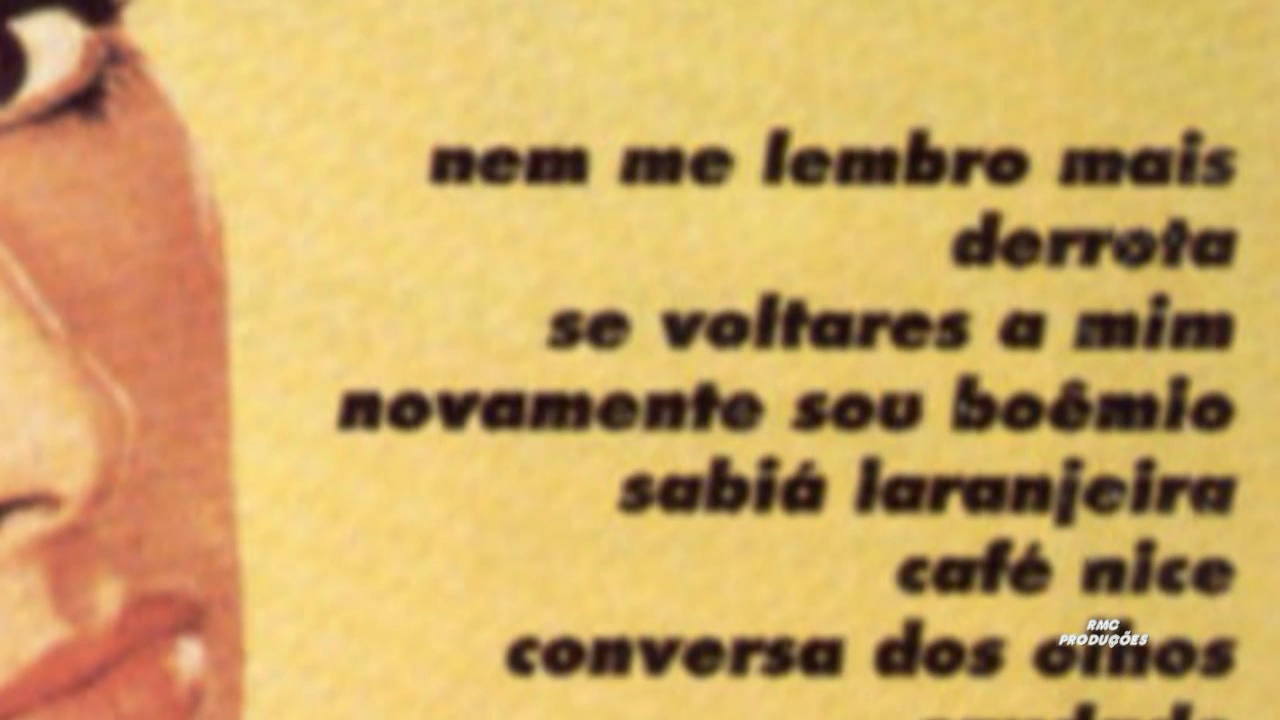 nem me lembro mais
derrota
se voltares a mim
novamente sou boêmio
sabiá laranjeira
café nice
conversa dos olhos
RMC
PRODUÇÕES